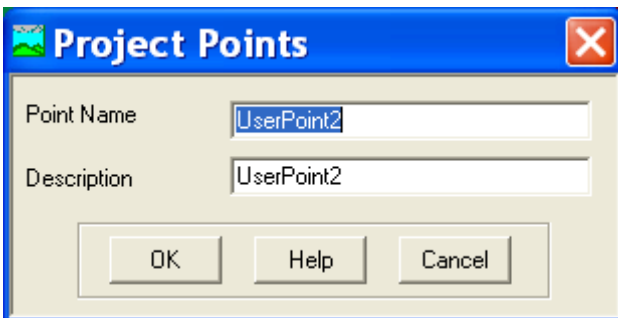 Project Points
Point Name UserPoint2
Description UserPoint2
OK Help Cancel